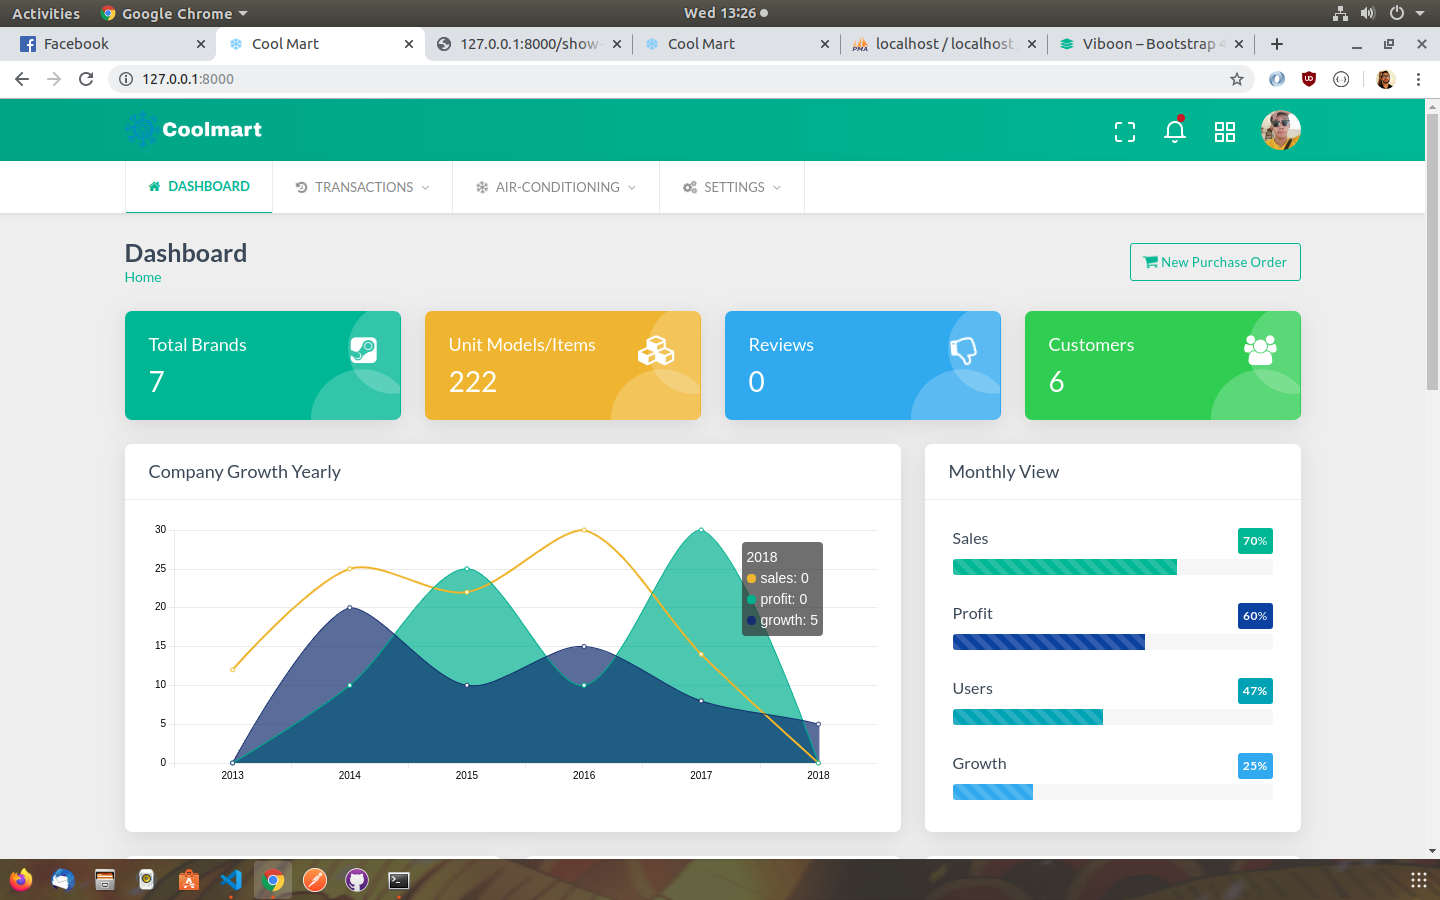 Activities Google Chrome Wed 13:26
Facebook Cool Mart 127.0.0.1:8000/show- Cool Mart localhost / localhost Viboon – Bootstrap 4
127.0.0.1:8000
Coolmart
DASHBOARD TRANSACTIONS AIR-CONDITIONING SETTINGS
Dashboard
Home
New Purchase Order
Total Brands
7
Unit Models/Items
222
Reviews
0
Customers
6
Company Growth Yearly
30
25
20
15
10
5
0
2013 2014 2015 2016 2017 2018
2018
sales: 0
profit: 0
growth: 5
Monthly View
Sales 70%
Profit 60%
Users 47%
Growth 25%